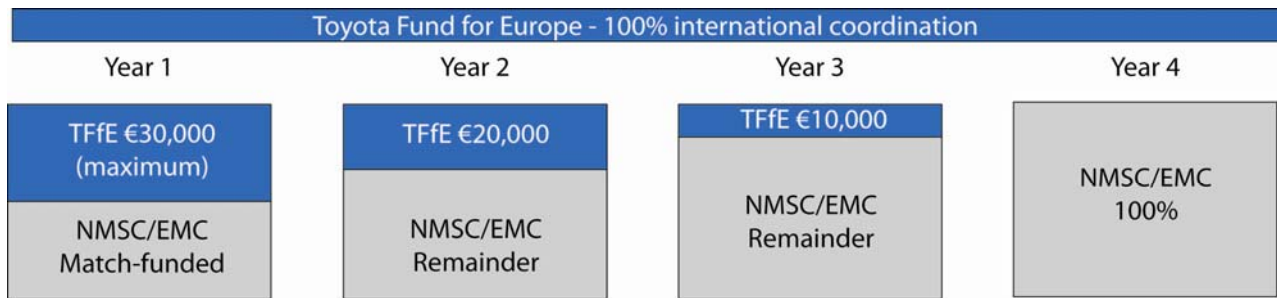 Toyota Fund for Europe - 100% international coordination
Year 1
Year 2
Year 3
Year 4
TFfE €30,000
(maximum)
NMSC/EMC
Match-funded
TFfE €20,000
NMSC/EMC
Remainder
TFfE €10,000
NMSC/EMC
Remainder
NMSC/EMC
100%